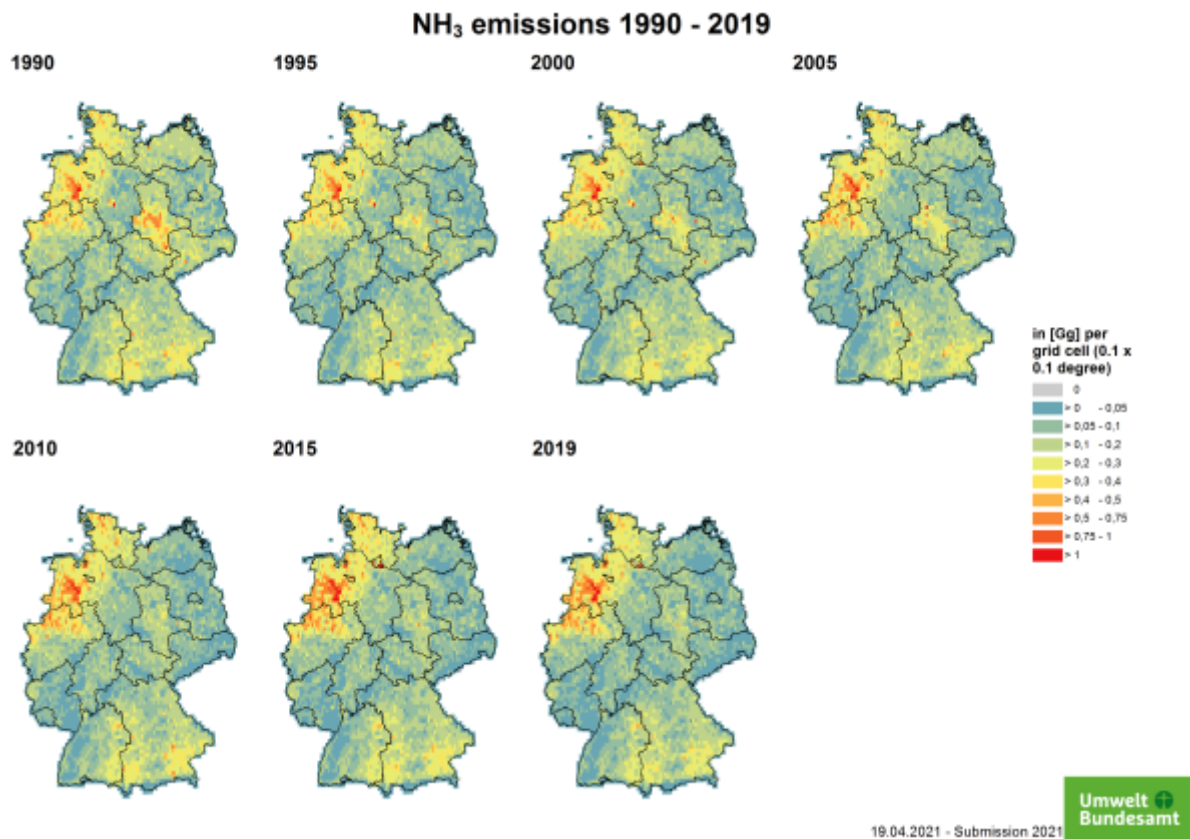 NH₃ emissions 1990 - 2019
1990
1995
2000
2005
in [Gg] per
grid cell (0.1 x
0.1 degree)
0
> 0 - 0,05
> 0,05 - 0,1
> 0,1 - 0,2
> 0,2 - 0,3
> 0,3 - 0,4
> 0,4 - 0,5
> 0,5 - 0,75
> 0,75 - 1
> 1
2010
2015
2019
Umwelt
Bundesamt
19.04.2021 - Submission 2021